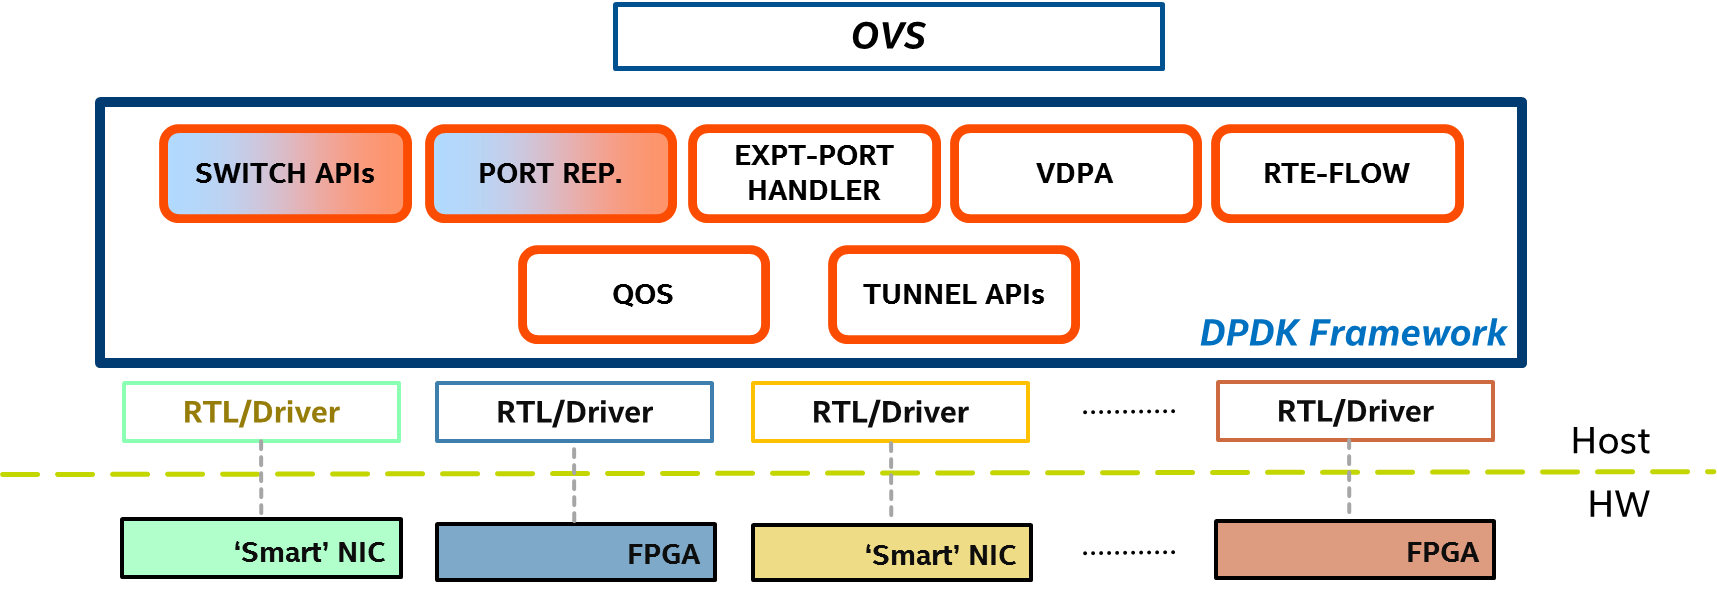 OVS
SWITCH APIs
PORT REP.
EXPT-PORT
HANDLER
VDPA
RTE-FLOW
QOS
TUNNEL APIs
DPDK Framework
RTL/Driver
RTL/Driver
RTL/Driver
............
RTL/Driver
Host
HW
‘Smart’ NIC
FPGA
‘Smart’ NIC
............
FPGA